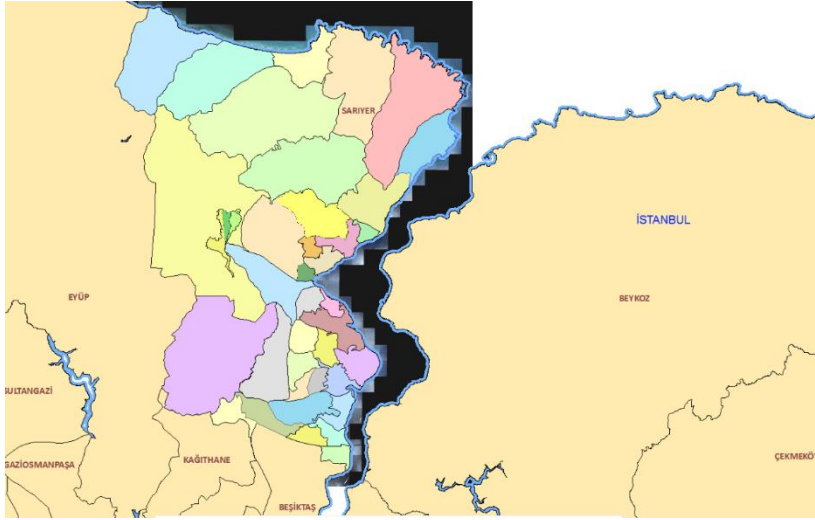 SARIYER
İSTANBUL
EYÜP
BEYKOZ
SULTANGAZİ
KAĞITHANE
GAZİOSMANPAŞA
ÇEKMEKÖ
BEŞİKTAŞ